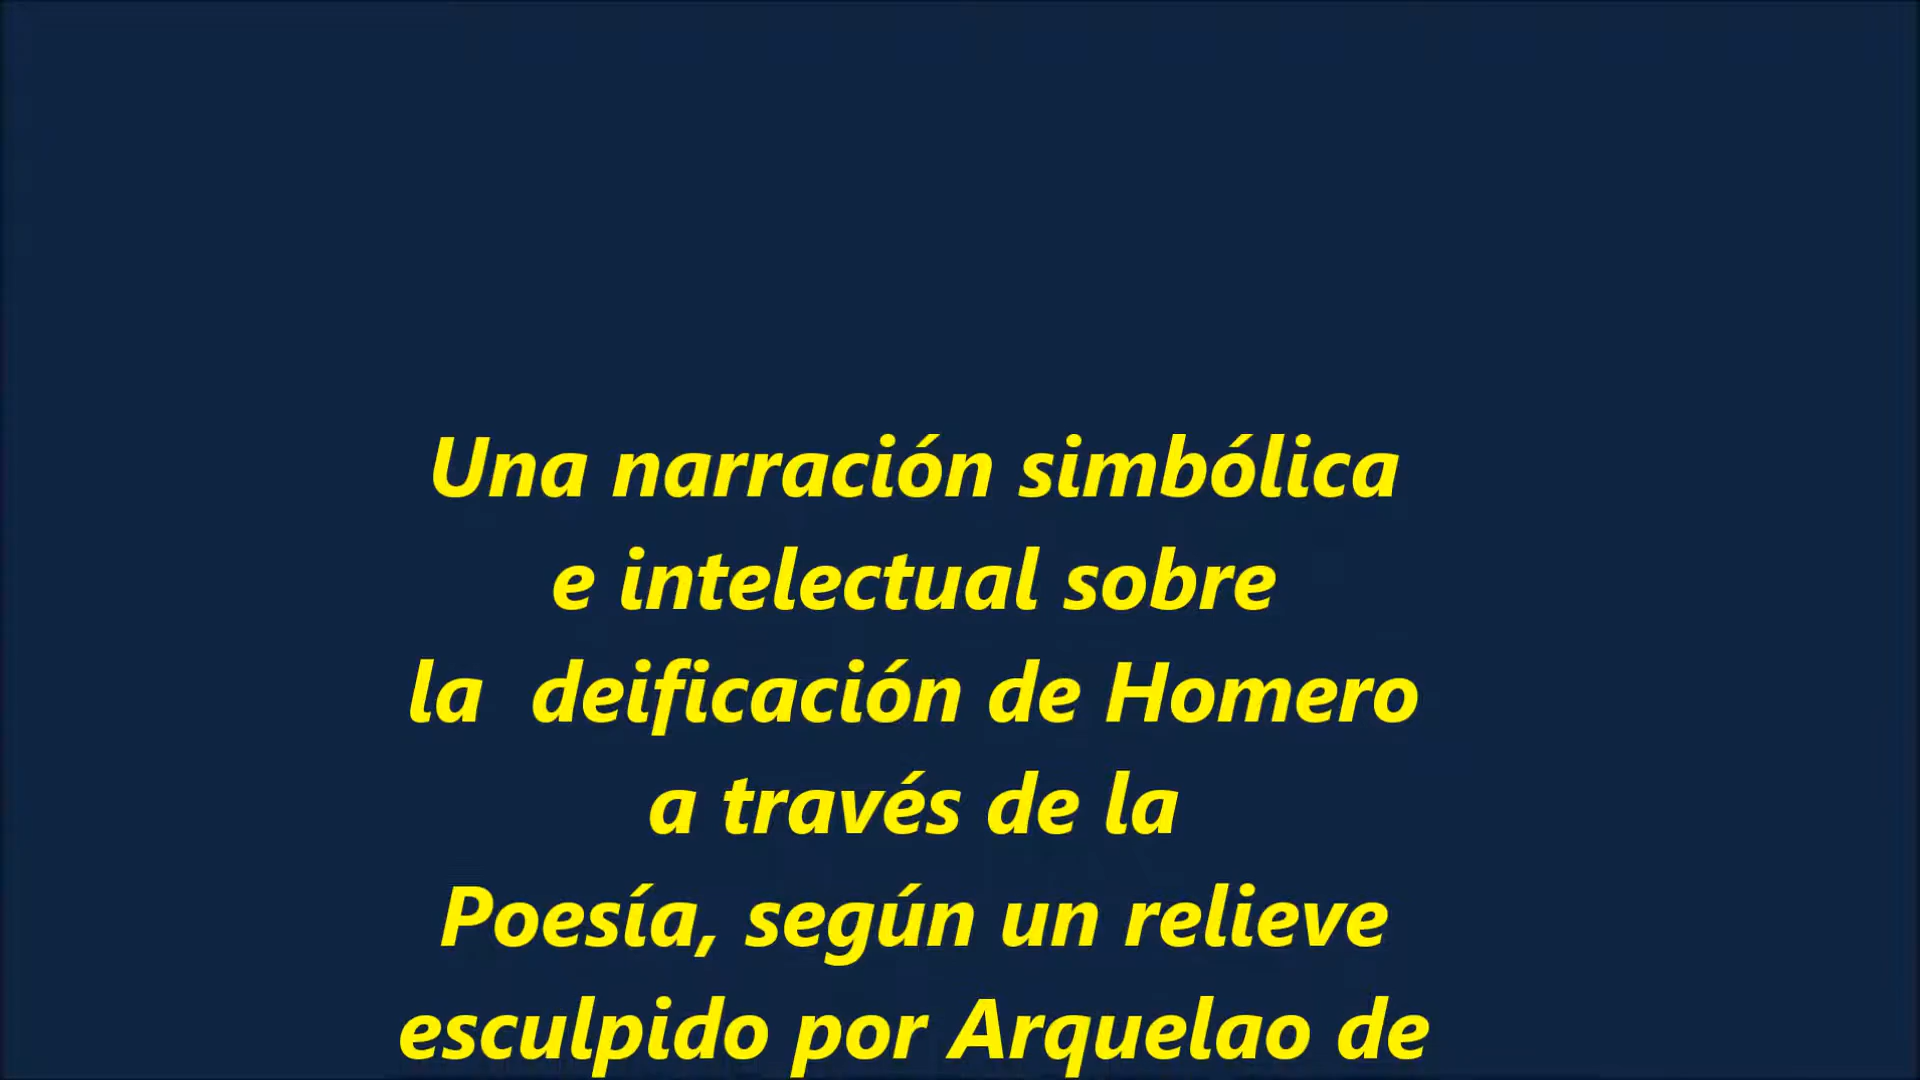 Una narración simbólica
e intelectual sobre
la  deificación de Homero
a través de la
Poesía, según un relieve
esculpido por Arquelao de